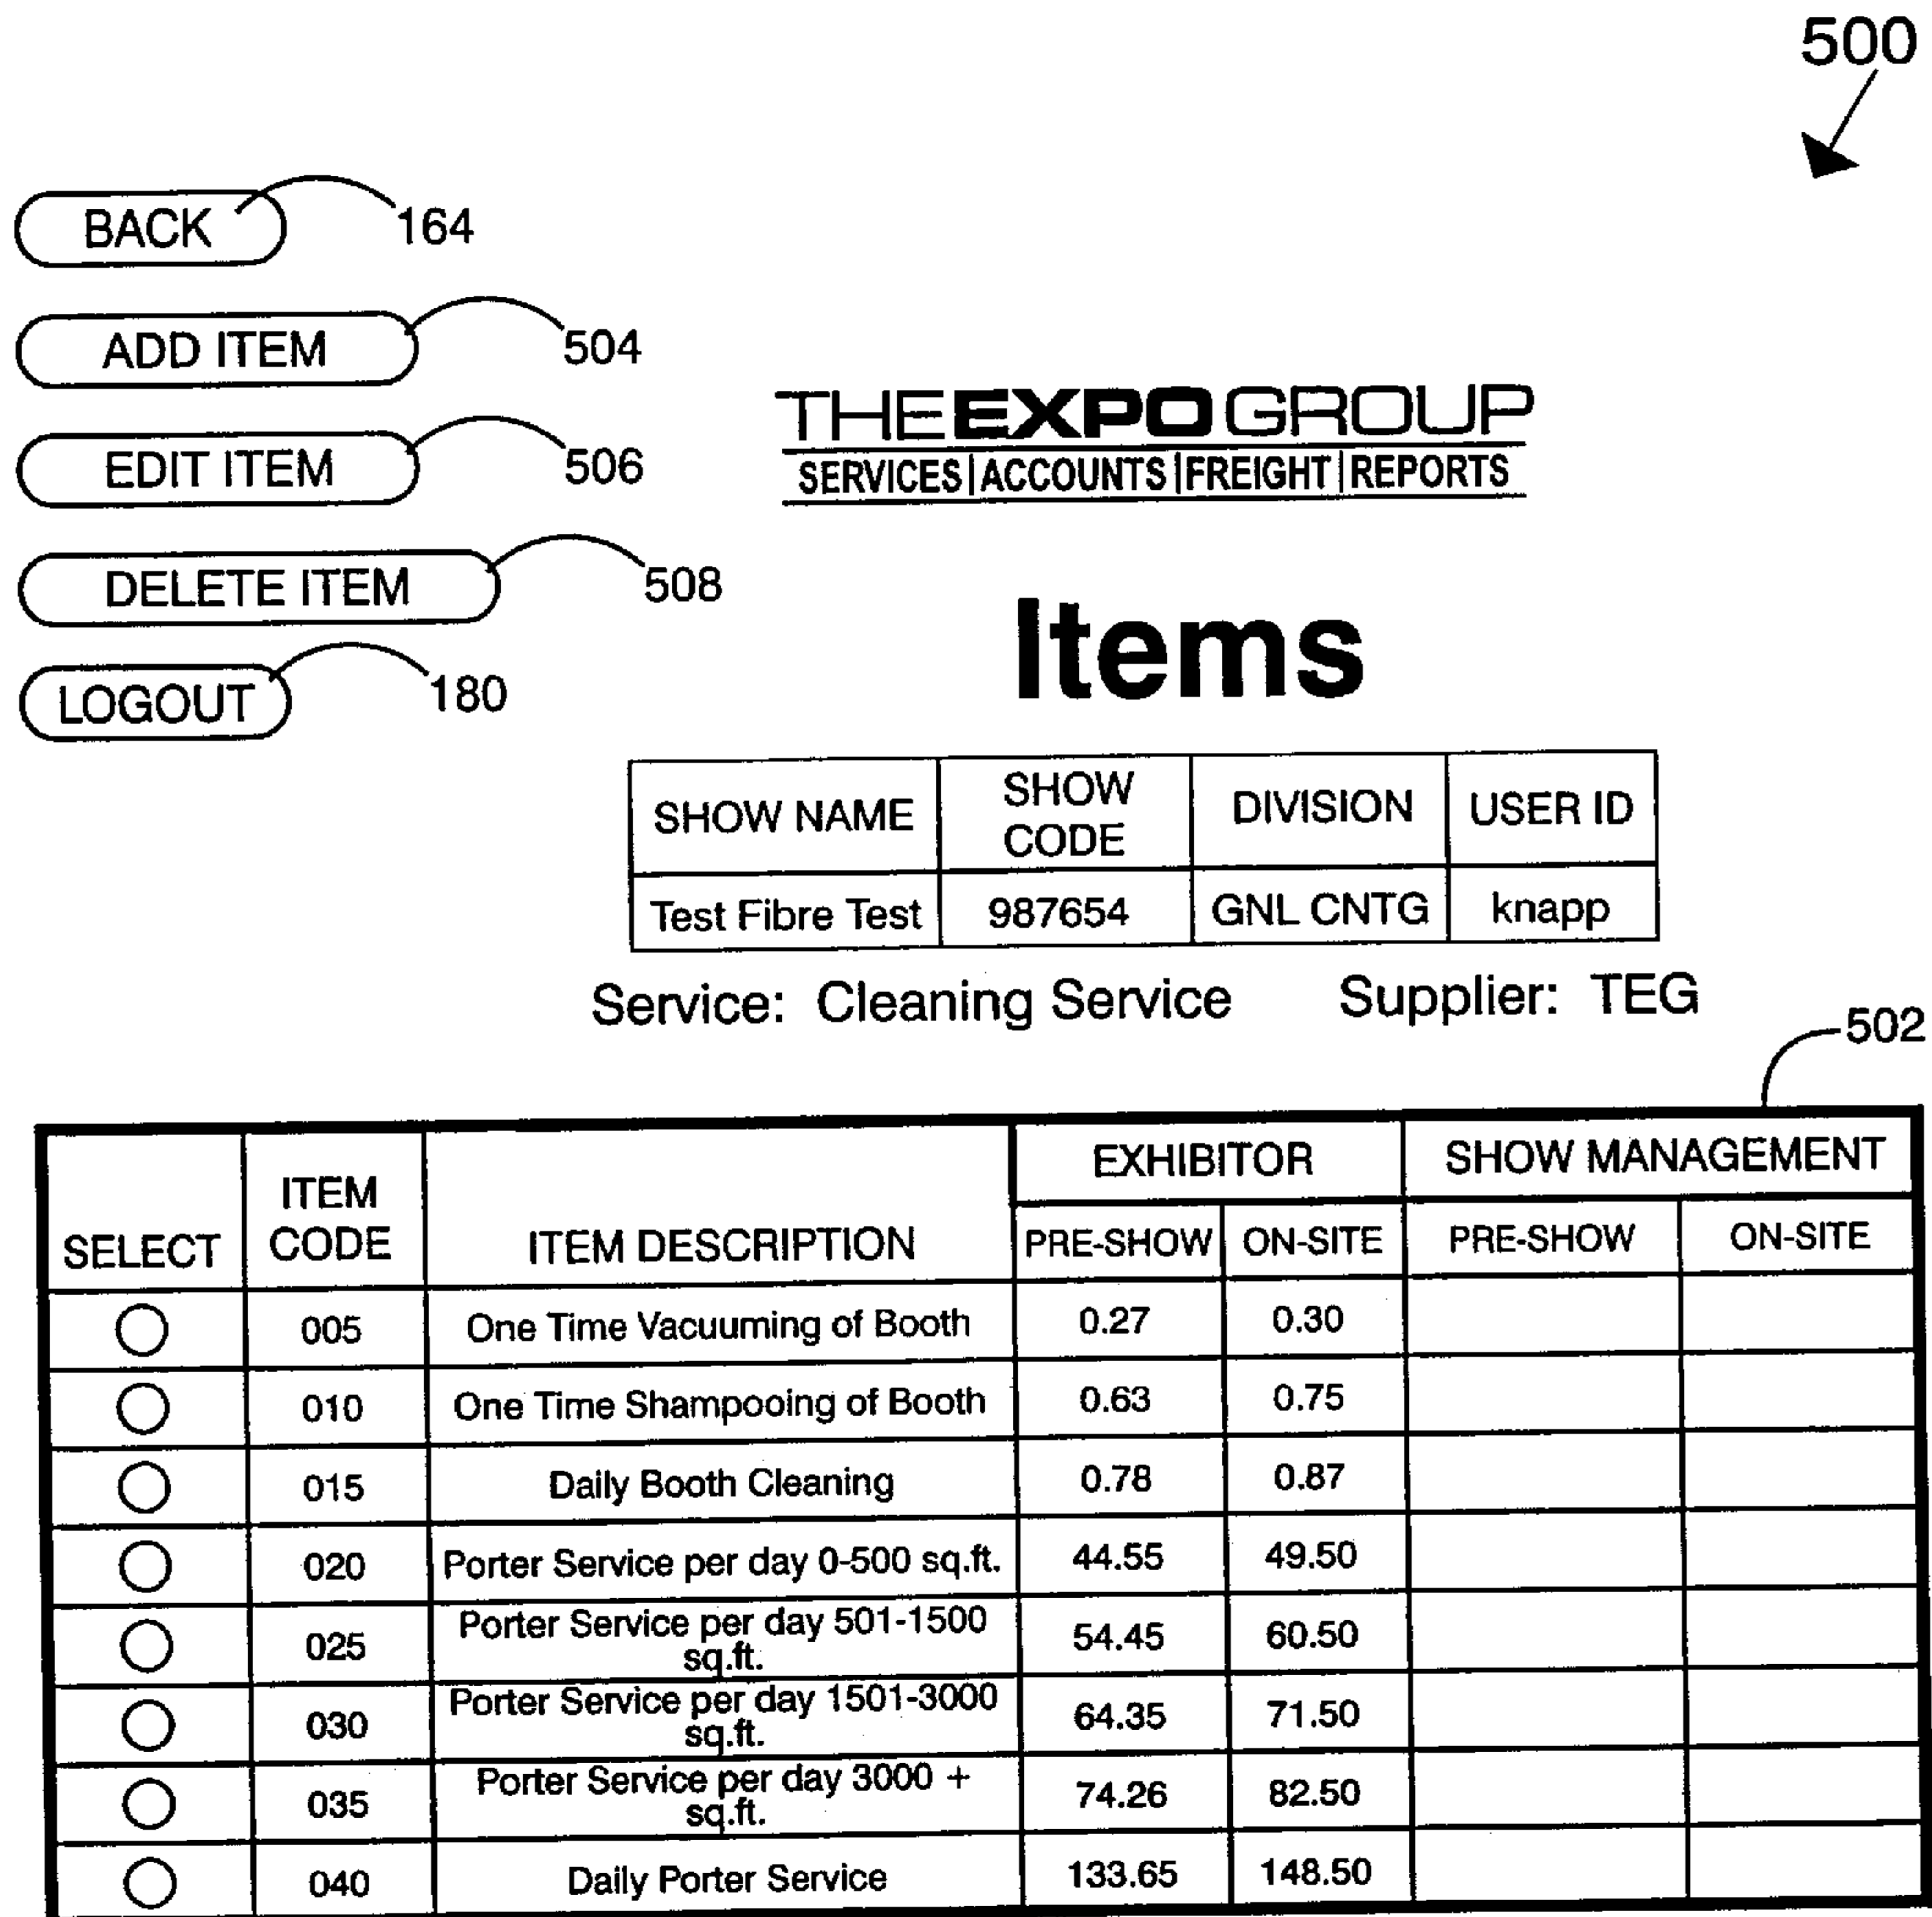 500
BACK 164
ADD ITEM 504
EDIT ITEM 506
DELETE ITEM 508
LOGOUT 180
THE EXPO GROUP
SERVICES|ACCOUNTS|FREIGHT|REPORTS
Items
SHOW NAME SHOW CODE DIVISION USER ID
Test Fibre Test 987654 GNL CNTG knapp
Service: Cleaning Service Supplier: TEG
502
SELECT ITEM CODE ITEM DESCRIPTION EXHIBITOR SHOW MANAGEMENT
PRE-SHOW ON-SITE PRE-SHOW ON-SITE
005 One Time Vacuuming of Booth 0.27 0.30
010 One Time Shampooing of Booth 0.63 0.75
015 Daily Booth Cleaning 0.78 0.87
020 Porter Service per day 0-500 sq.ft. 44.55 49.50
025 Porter Service per day 501-1500 sq.ft. 54.45 60.50
030 Porter Service per day 1501-3000 sq.ft. 64.35 71.50
035 Porter Service per day 3000 + sq.ft. 74.26 82.50
040 Daily Porter Service 133.65 148.50